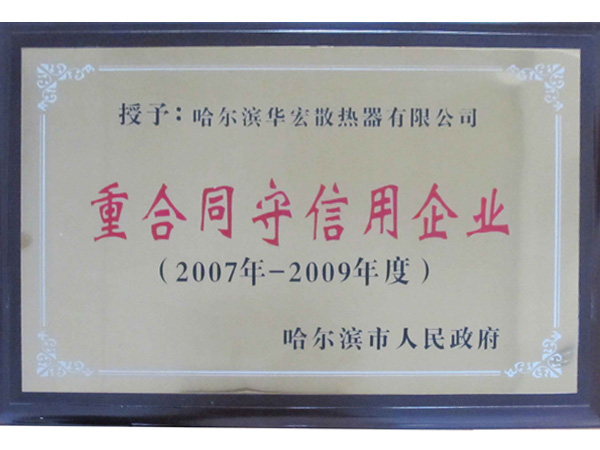 授予：哈尔滨华宏散热器有限公司
重合同守信用企业
（2007年-2009年度）
哈尔滨市人民政府